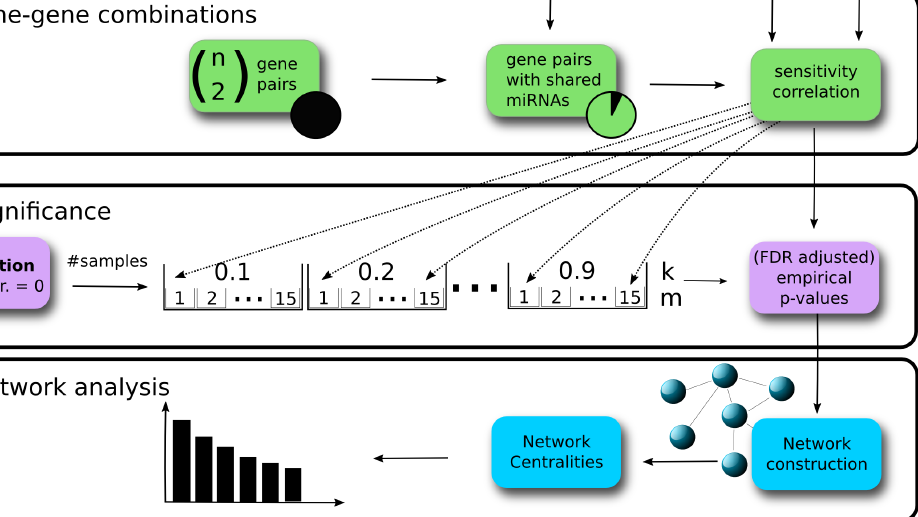 ne-gene combinations
( n 2 ) gene pairs
gene pairs
with shared
miRNAs
sensitivity
correlation
gnificance
tion
r. = 0
#samples
0.1
1 2 ... 15
0.2
1 2 ... 15
...
0.9
1 2 ... 15
k
m
(FDR adjusted)
empirical
p-values
twork analysis
Network
Centralities
Network
construction